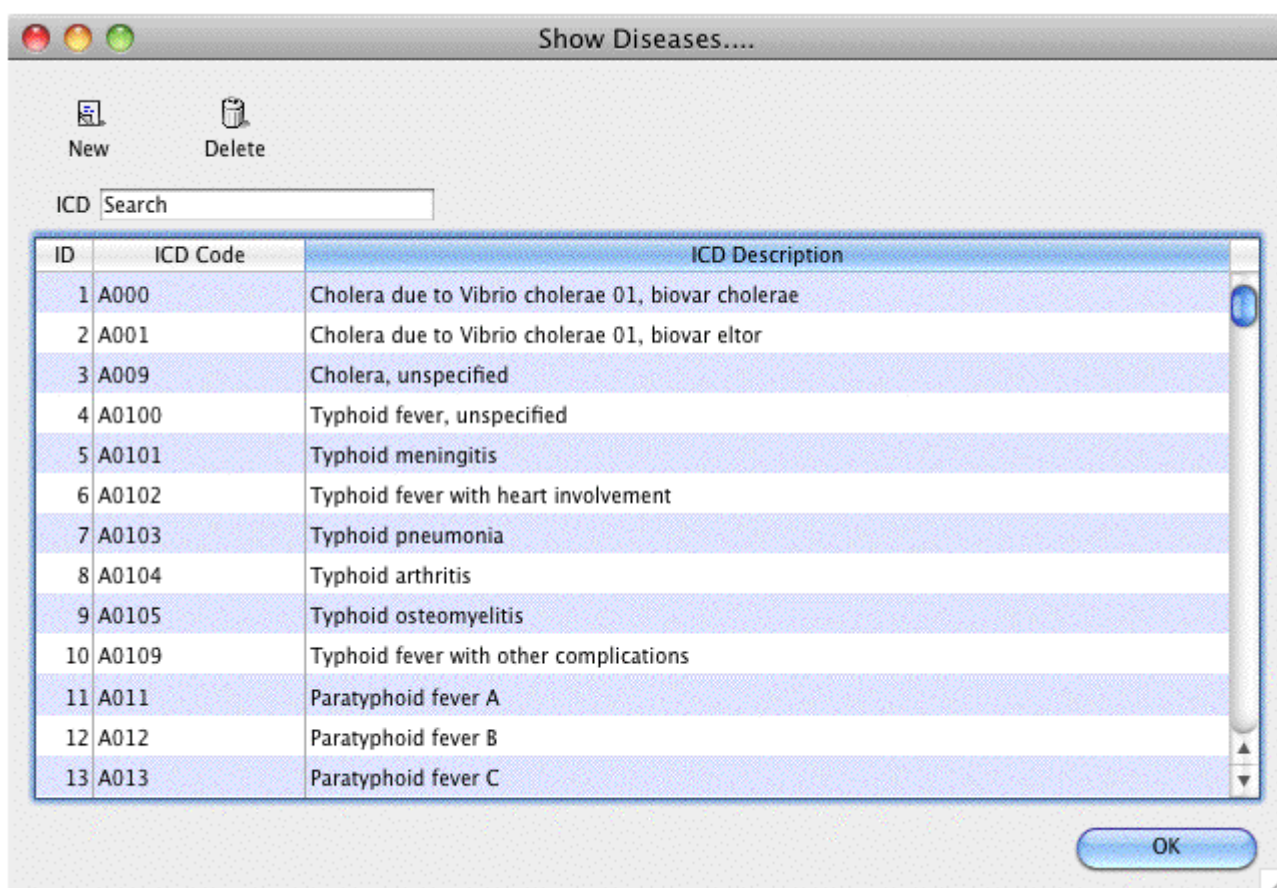 Show Diseases....
New Delete
ICD Search
ID ICD Code ICD Description
1 A000 Cholera due to Vibrio cholerae 01, biovar cholerae
2 A001 Cholera due to Vibrio cholerae 01, biovar eltor
3 A009 Cholera, unspecified
4 A0100 Typhoid fever, unspecified
5 A0101 Typhoid meningitis
6 A0102 Typhoid fever with heart involvement
7 A0103 Typhoid pneumonia
8 A0104 Typhoid arthritis
9 A0105 Typhoid osteomyelitis
10 A0109 Typhoid fever with other complications
11 A011 Paratyphoid fever A
12 A012 Paratyphoid fever B
13 A013 Paratyphoid fever C
OK